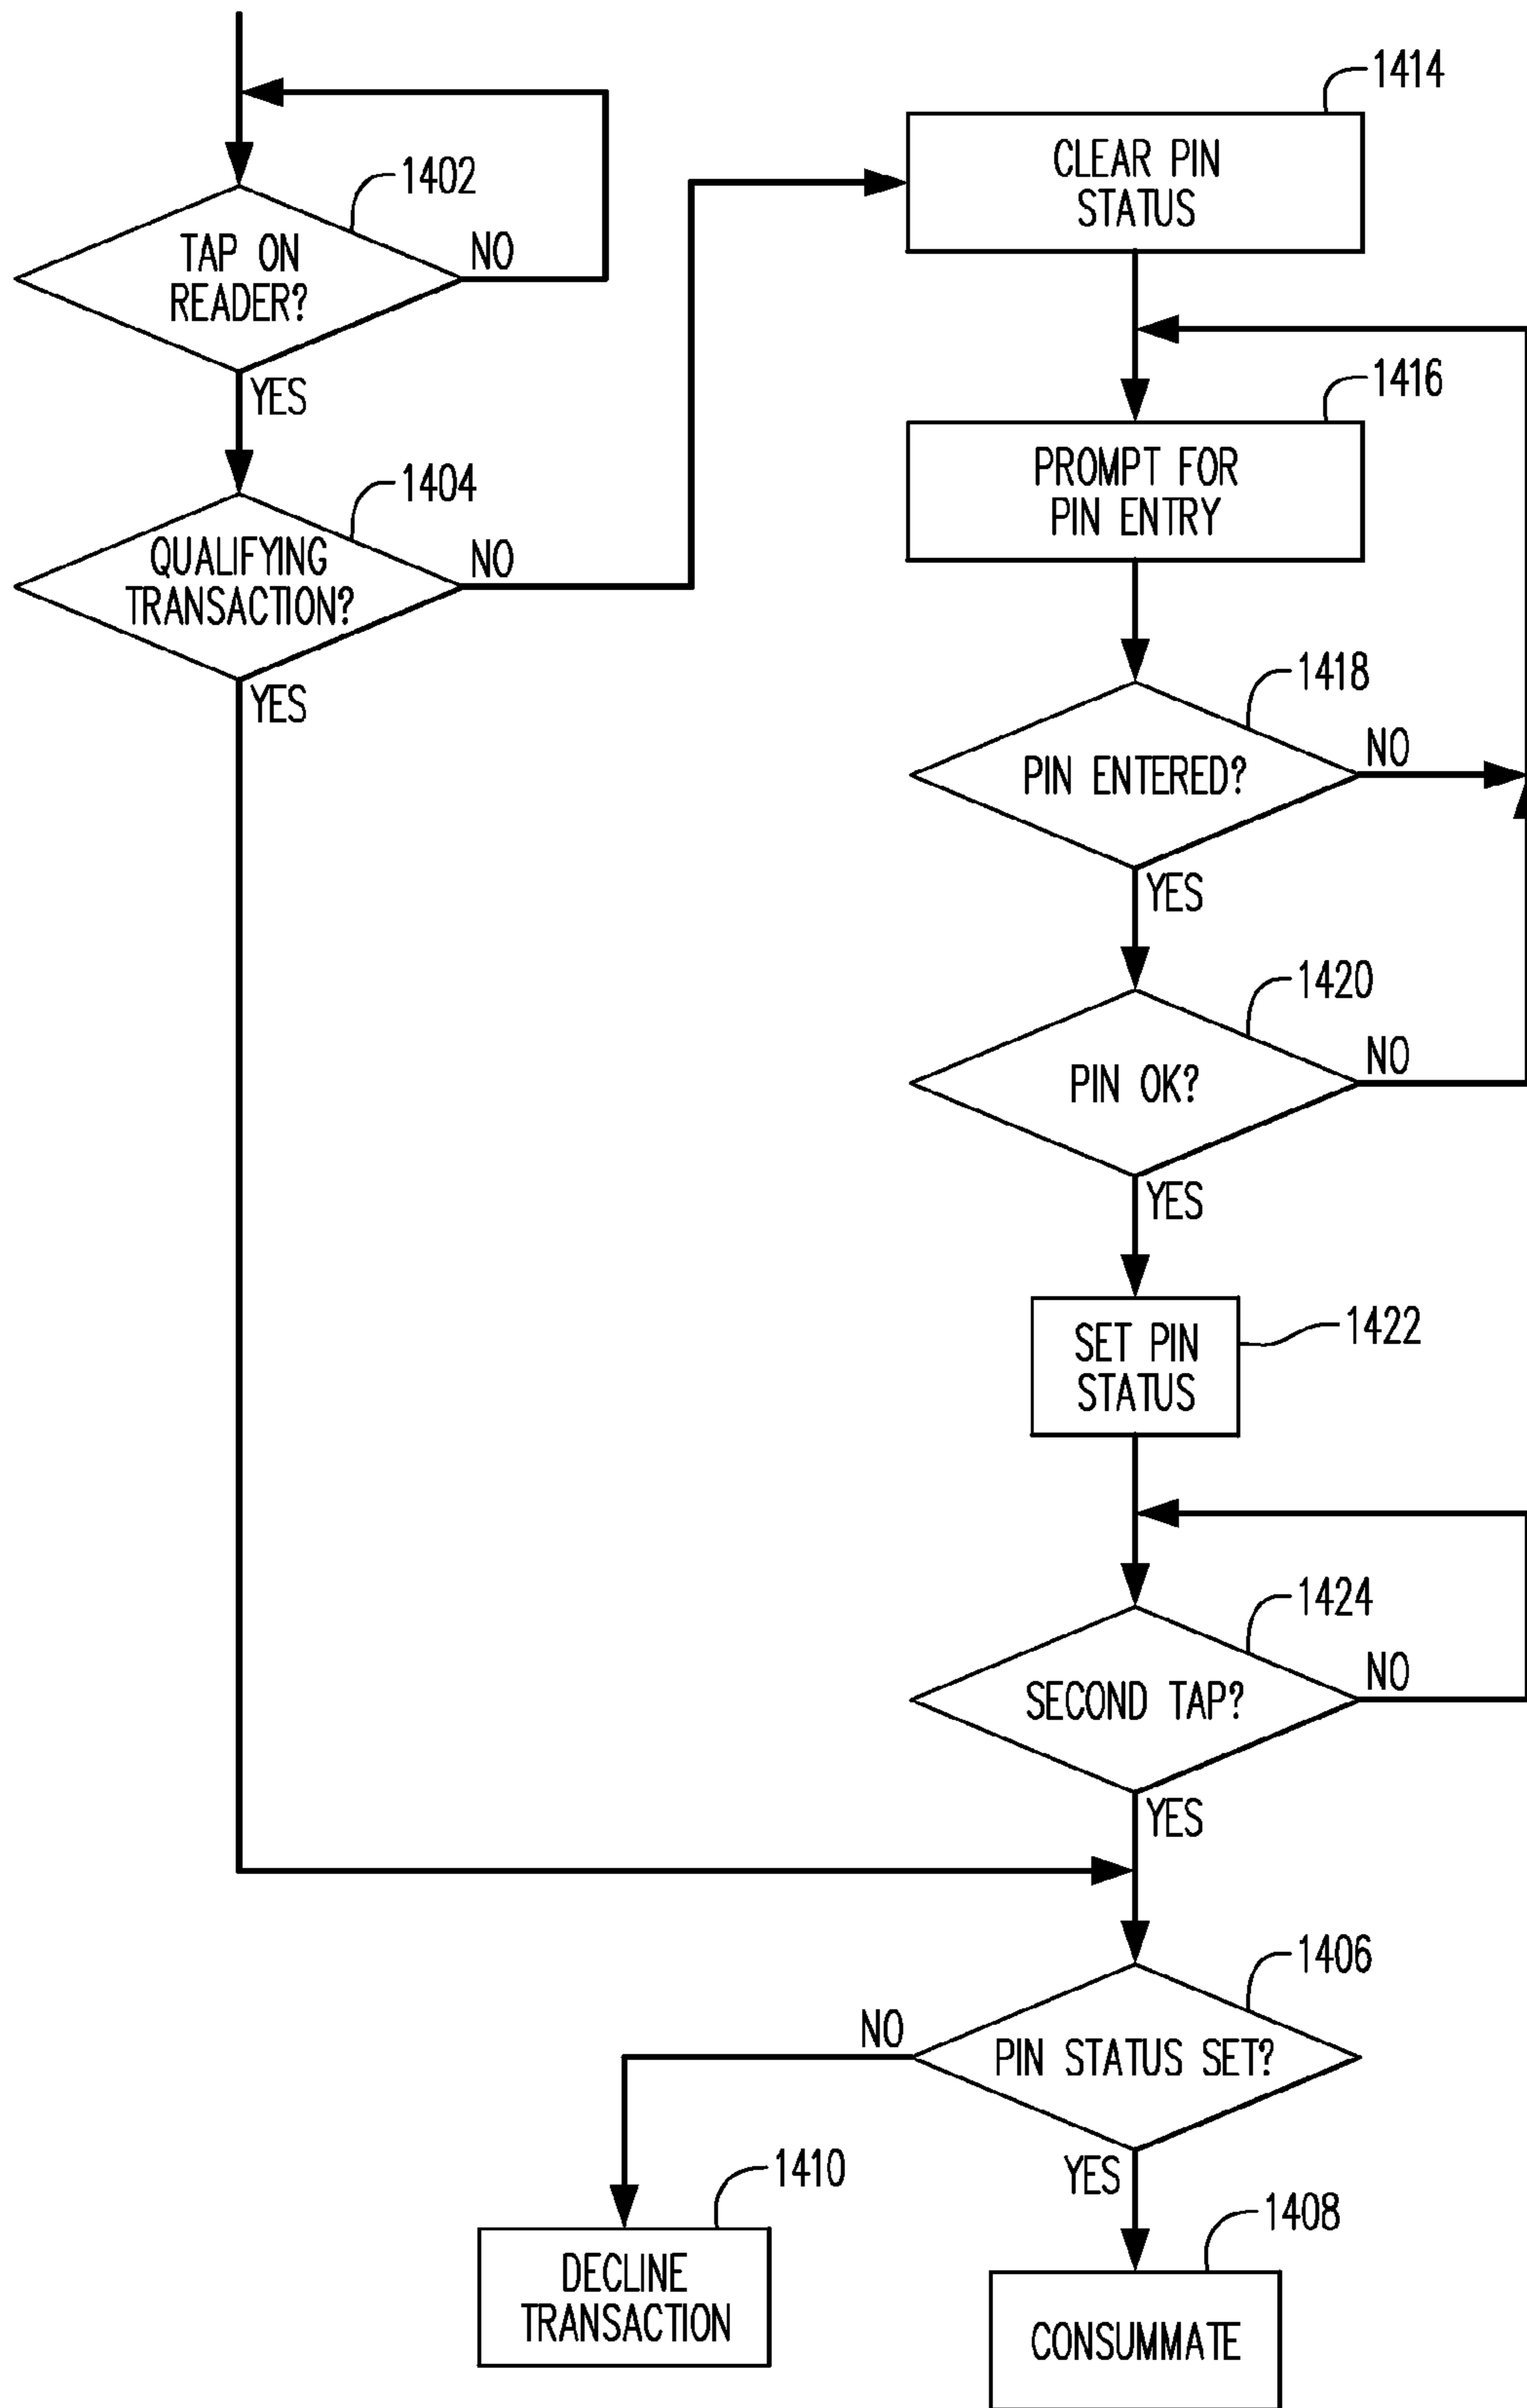 1402
TAP ON
READER?
NO
YES
1404
QUALIFYING
TRANSACTION?
NO
YES
1414
CLEAR PIN
STATUS
1416
PROMPT FOR
PIN ENTRY
1418
PIN ENTERED?
NO
YES
1420
PIN OK?
NO
YES
1422
SET PIN
STATUS
1424
SECOND TAP?
NO
YES
1406
PIN STATUS SET?
NO
YES
1410
DECLINE
TRANSACTION
1408
CONSUMMATE